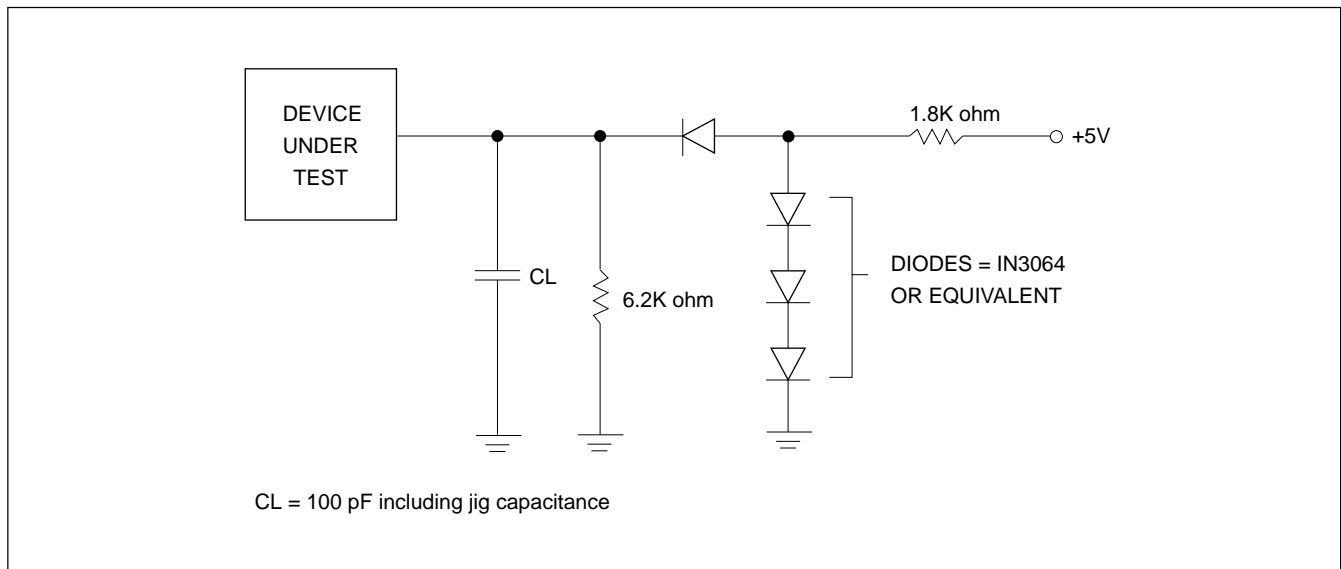 DEVICE
UNDER
TEST
1.8K ohm
+5V
CL
6.2K ohm
DIODES = IN3064
OR EQUIVALENT
CL = 100 pF including jig capacitance